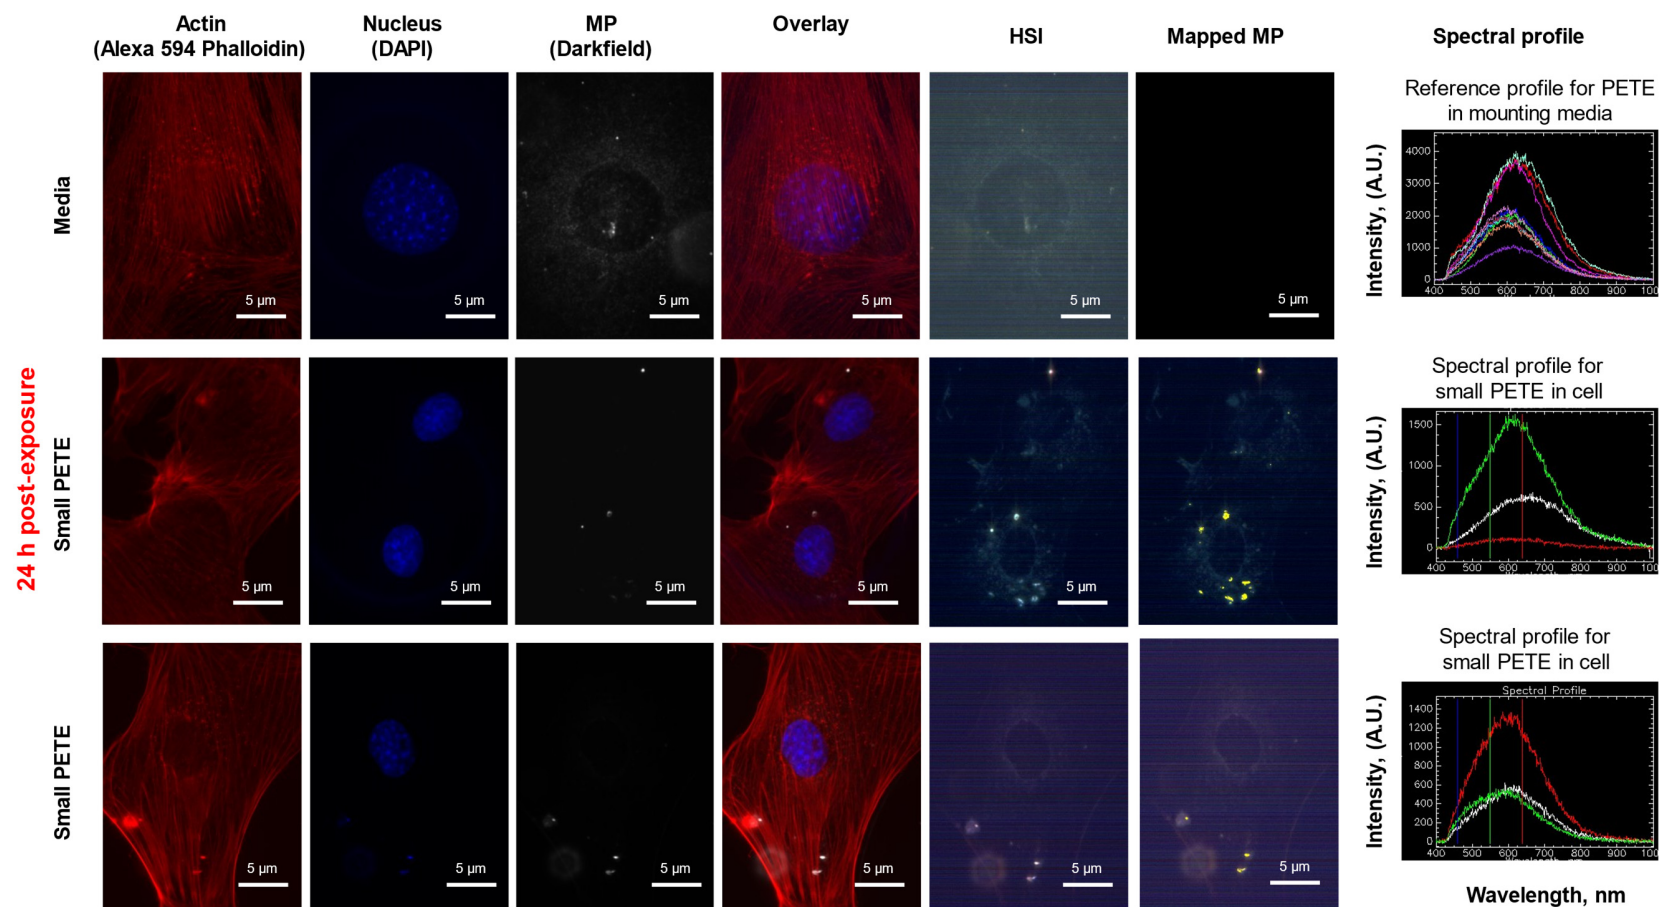 Actin
(Alexa 594 Phalloidin)
Nucleus
(DAPI)
MP
(Darkfield)
Overlay
HSI
Mapped MP
Spectral profile
24 h post-exposure
Media
5 µm
5 µm
5 µm
5 µm
5 µm
5 µm
Reference profile for PETE
in mounting media
Intensity, (A.U.)
4000
3000
2000
1000
0
400 500 600 700 800 900 100
Small PETE
5 µm
5 µm
5 µm
5 µm
5 µm
Spectral profile for
small PETE in cell
Intensity, (A.U.)
1500
1000
500
0
400 500 600 700 800 900 100
Small PETE
5 µm
5 µm
5 µm
5 µm
5 µm
5 µm
Spectral profile for
small PETE in cell
Spectral Profile
Intensity, (A.U.)
1400
1200
1000
800
600
400
200
0
400 500 600 700 800 900 100
Wavelength, nm